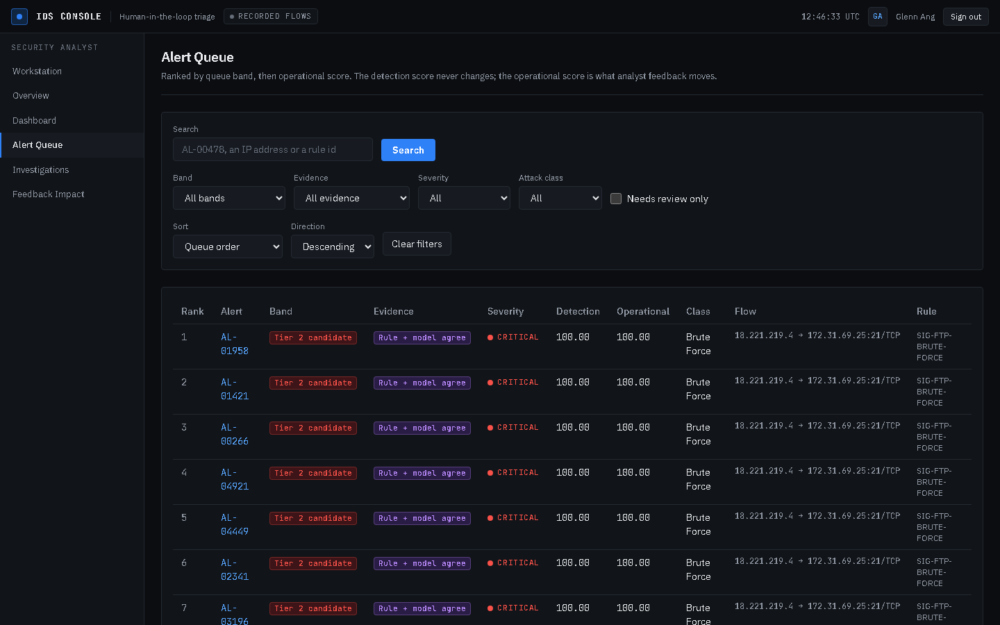 IDS CONSOLE Human-in-the-loop triage RECORDED FLOWS 12:46:33 UTC GA Glenn Ang Sign out
SECURITY ANALYST
Workstation
Overview
Dashboard
Alert Queue
Investigations
Feedback Impact
Alert Queue
Ranked by queue band, then operational score. The detection score never changes; the operational score is what analyst feedback moves.
Search
AL-00478, an IP address or a rule id Search
Band Evidence Severity Attack class
All bands All evidence All All Needs review only
Sort Direction
Queue order Descending Clear filters
Rank Alert Band Evidence Severity Detection Operational Class Flow Rule
1 AL-01958 Tier 2 candidate Rule + model agree CRITICAL 100.00 100.00 Brute Force 18.221.219.4 → 172.31.69.25:21/TCP SIG-FTP-BRUTE-FORCE
2 AL-01421 Tier 2 candidate Rule + model agree CRITICAL 100.00 100.00 Brute Force 18.221.219.4 → 172.31.69.25:21/TCP SIG-FTP-BRUTE-FORCE
3 AL-00266 Tier 2 candidate Rule + model agree CRITICAL 100.00 100.00 Brute Force 18.221.219.4 → 172.31.69.25:21/TCP SIG-FTP-BRUTE-FORCE
4 AL-04921 Tier 2 candidate Rule + model agree CRITICAL 100.00 100.00 Brute Force 18.221.219.4 → 172.31.69.25:21/TCP SIG-FTP-BRUTE-FORCE
5 AL-04449 Tier 2 candidate Rule + model agree CRITICAL 100.00 100.00 Brute Force 18.221.219.4 → 172.31.69.25:21/TCP SIG-FTP-BRUTE-FORCE
6 AL-02341 Tier 2 candidate Rule + model agree CRITICAL 100.00 100.00 Brute Force 18.221.219.4 → 172.31.69.25:21/TCP SIG-FTP-BRUTE-FORCE
7 AL-03196 Tier 2 candidate Rule + model agree CRITICAL 100.00 100.00 Brute Force 18.221.219.4 → 172.31.69.25:21/TCP SIG-FTP-BRUTE-